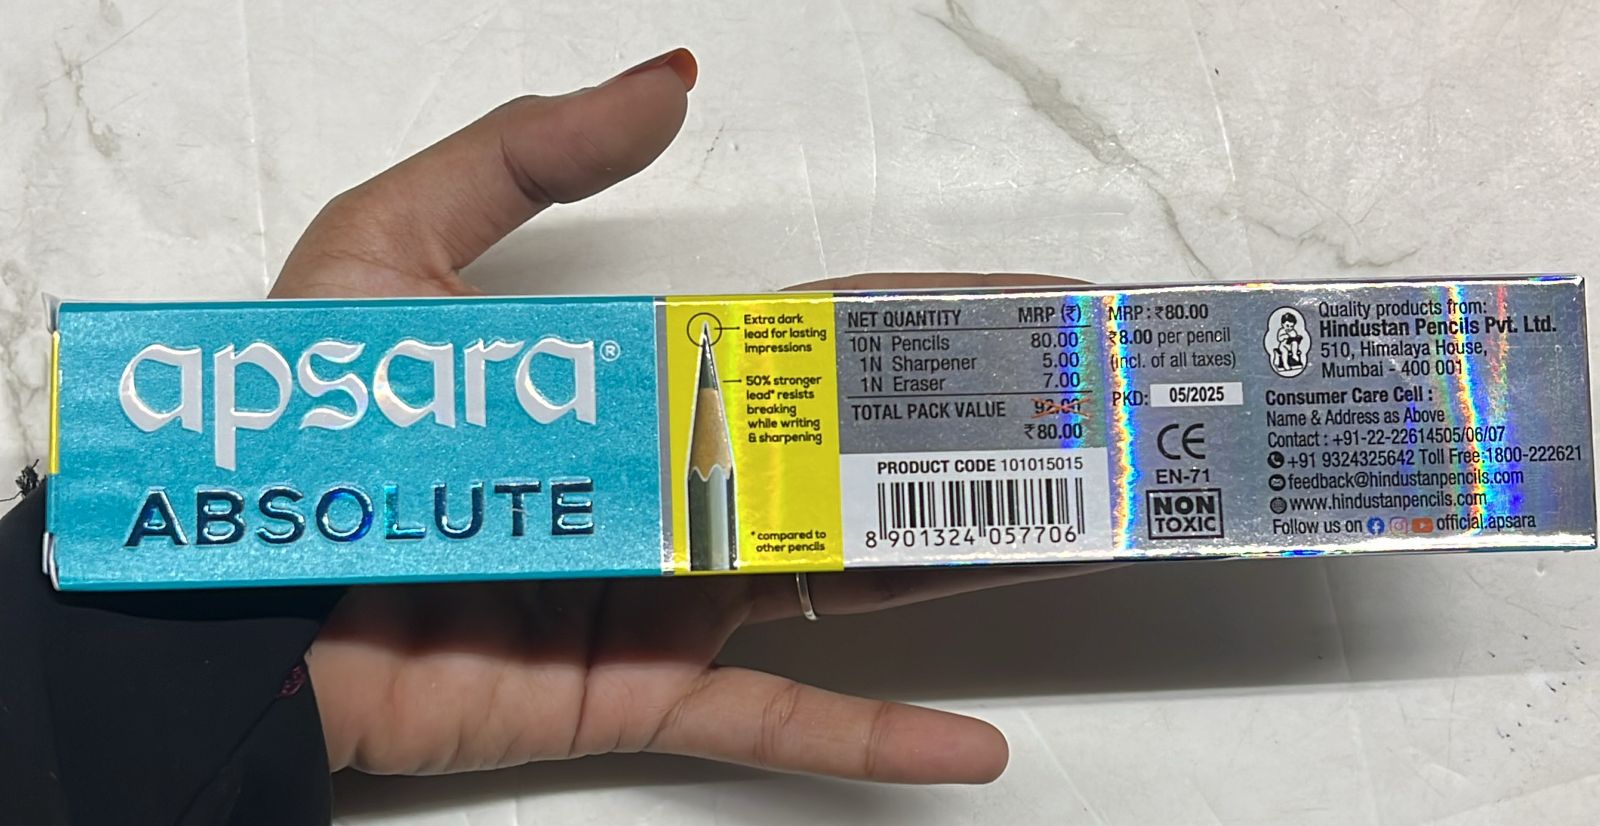 apsara®
ABSOLUTE
Extra dark
lead for lasting
impressions
50% stronger
lead* resists
breaking
while writing
& sharpening
*compared to
other pencils
NET QUANTITY MRP (₹)
10N Pencils 80.00
1N Sharpener 5.00
1N Eraser 7.00
TOTAL PACK VALUE 92.00
₹80.00
PRODUCT CODE 101015015
8 901324 057706
MRP: ₹80.00
₹8.00 per pencil
(incl. of all taxes)
PKD: 05/2025
CE
EN-71
NON
TOXIC
Quality products from:
Hindustan Pencils Pvt. Ltd.
510, Himalaya House,
Mumbai - 400 001
Consumer Care Cell :
Name & Address as Above
Contact : +91-22-22614505/06/07
+91 9324325642 Toll Free:1800-222621
feedback@hindustanpencils.com
www.hindustanpencils.com
Follow us on official.apsara